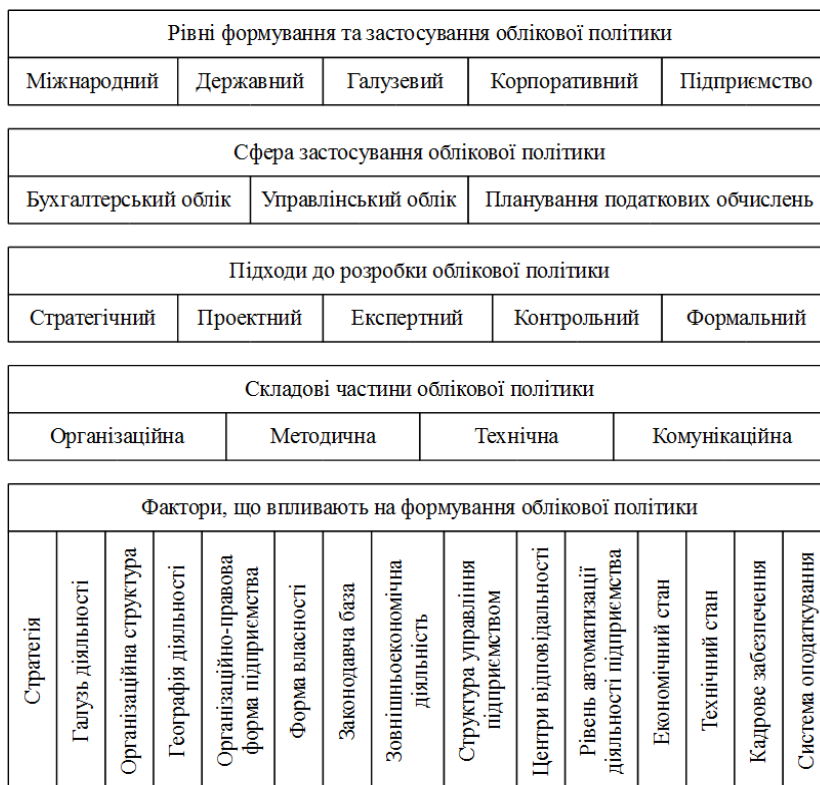 Рівні формування та застосування облікової політики
Міжнародний Державний Галузевий Корпоративний Підприємство
Сфера застосування облікової політики
Бухгалтерський облік Управлінський облік Планування податкових обчислень
Підходи до розробки облікової політики
Стратегічний Проектний Експертний Контрольний Формальний
Складові частини облікової політики
Організаційна Методична Технічна Комунікаційна
Фактори, що впливають на формування облікової політики
Стратегія
Галузь діяльності
Організаційна структура
Географія діяльності
Організаційно-правова
форма підприємства
Форма власності
Законодавча база
Зовнішньоекономічна
діяльність
Структура управління
підприємством
Центри відповідальності
Рівень автоматизації
діяльності підприємства
Економічний стан
Технічний стан
Кадрове забезпечення
Система оподаткування